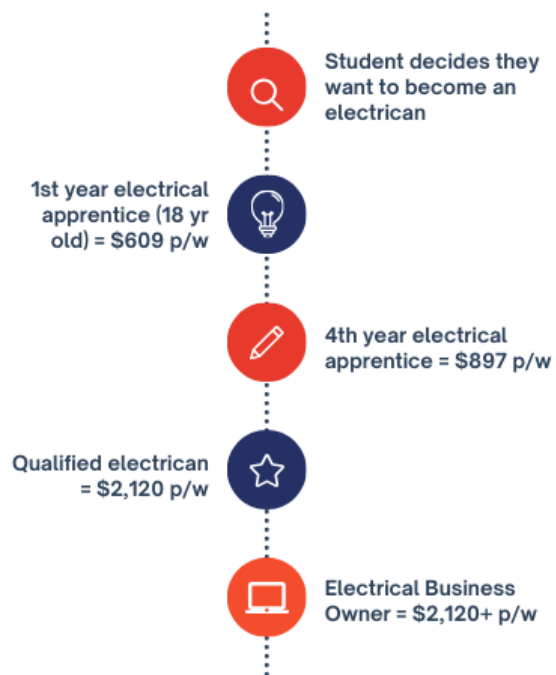 Student decides they
want to become an
electrican
1st year electrical
apprentice (18 yr
old) = $609 p/w
4th year electrical
apprentice = $897 p/w
Qualified electrican
= $2,120 p/w
Electrical Business
Owner = $2,120+ p/w